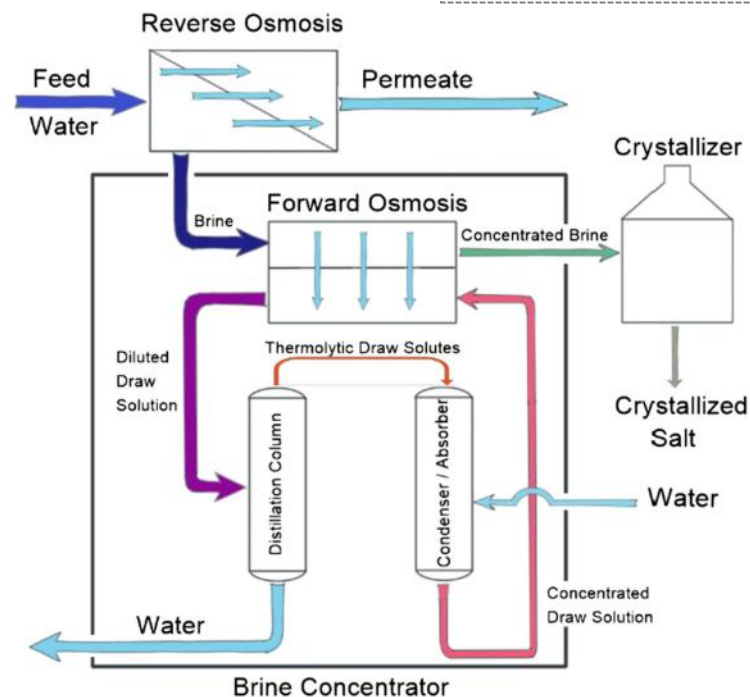 Reverse Osmosis
Feed
Water
Permeate
Crystallizer
Brine
Forward Osmosis
Concentrated Brine
Diluted
Draw
Solution
Thermolytic Draw Solutes
Distillation Column
Condenser / Absorber
Crystallized
Salt
Water
Concentrated
Draw Solution
Water
Brine Concentrator